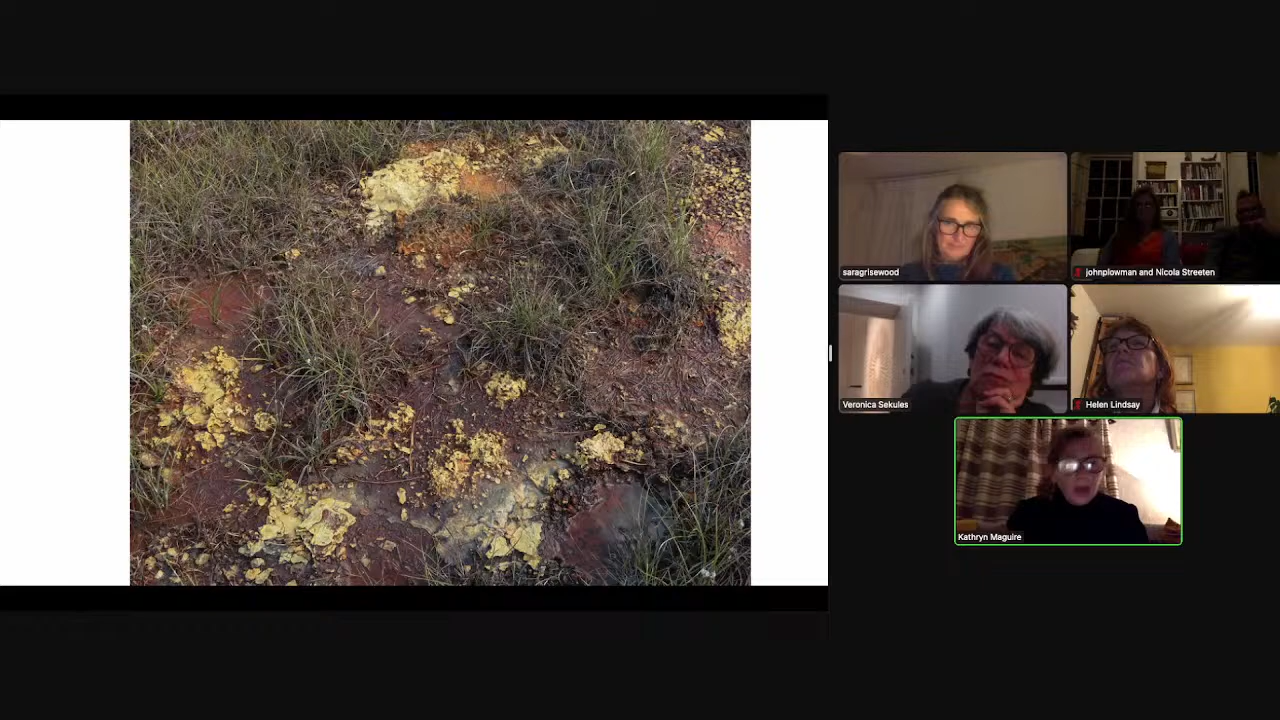 saragrisewood
johnplowman and Nicola Streeten
Veronica Sekules
Helen Lindsay
Kathryn Maguire